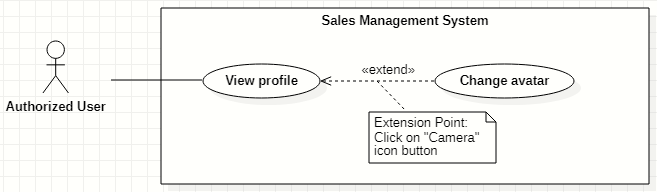 Sales Management System
«extend»
View profile
Change avatar
Authorized User
Extension Point:
Click on "Camera"
icon button